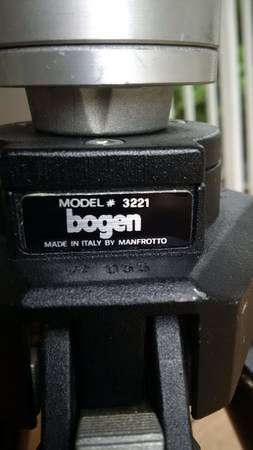 MODEL # 3221
bogen
MADE IN ITALY BY MANFROTTO